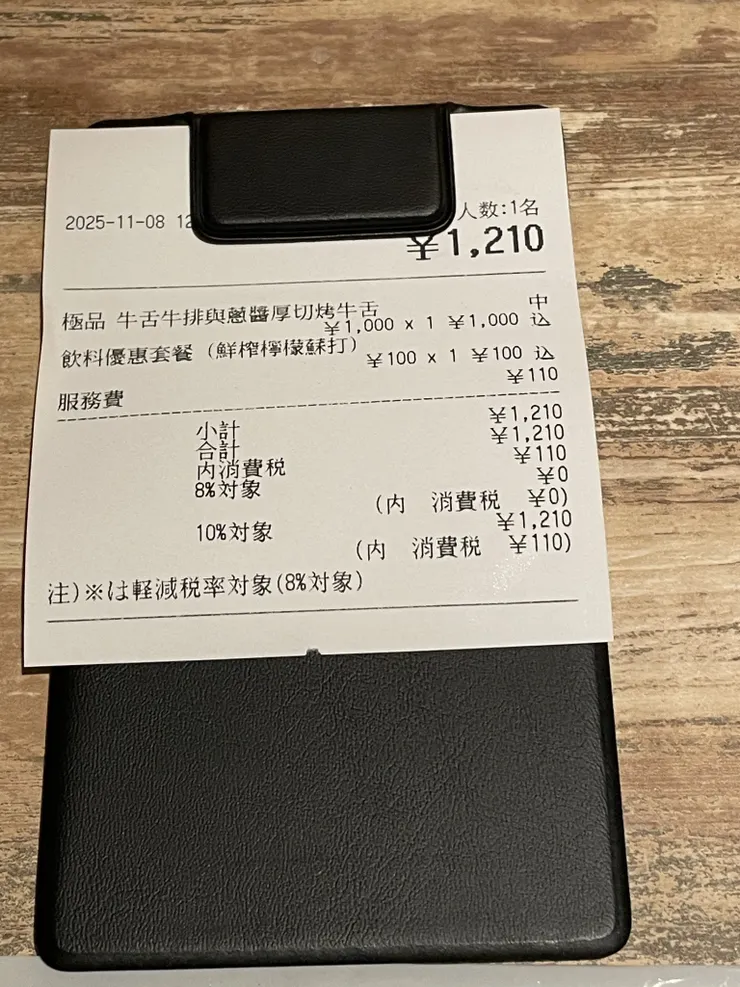 2025-11-08 12
人数:1名
¥1,210
極品 牛舌牛排與蔥醬厚切烤牛舌 中
¥1,000 x 1 ¥1,000 込
飲料優惠套餐 (鮮榨檸檬蘇打)
¥100 x 1 ¥100 込
服務費 ¥110
小計 ¥1,210
合計 ¥1,210
内消費税 ¥110
8%対象 ¥0
(内 消費税 ¥0)
10%対象 ¥1,210
(内 消費税 ¥110)
注)※は軽減税率対象(8%対象)